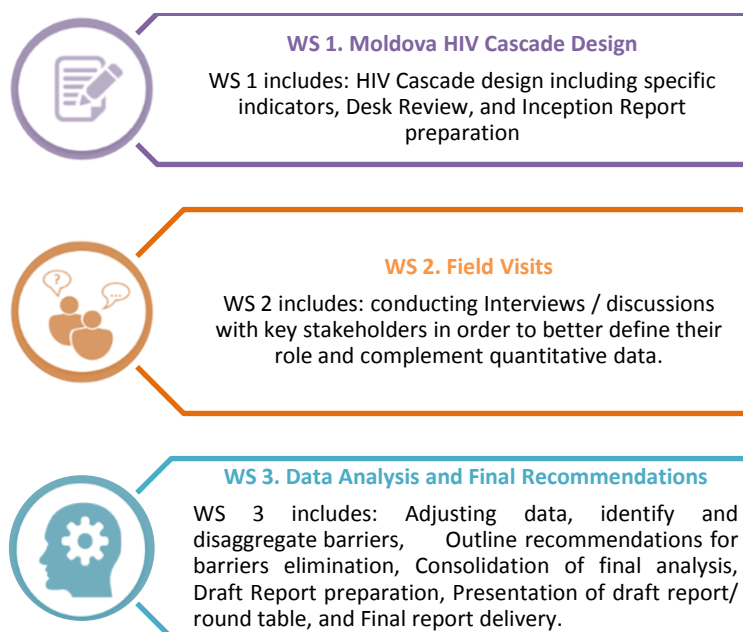 WS 1. Moldova HIV Cascade Design
WS 1 includes: HIV Cascade design including specific
indicators, Desk Review, and Inception Report
preparation
?
...
WS 2. Field Visits
WS 2 includes: conducting Interviews / discussions
with key stakeholders in order to better define their
role and complement quantitative data.
WS 3. Data Analysis and Final Recommendations
WS 3 includes: Adjusting data, identify and
disaggregate barriers, Outline recommendations for
barriers elimination, Consolidation of final analysis,
Draft Report preparation, Presentation of draft report/
round table, and Final report delivery.